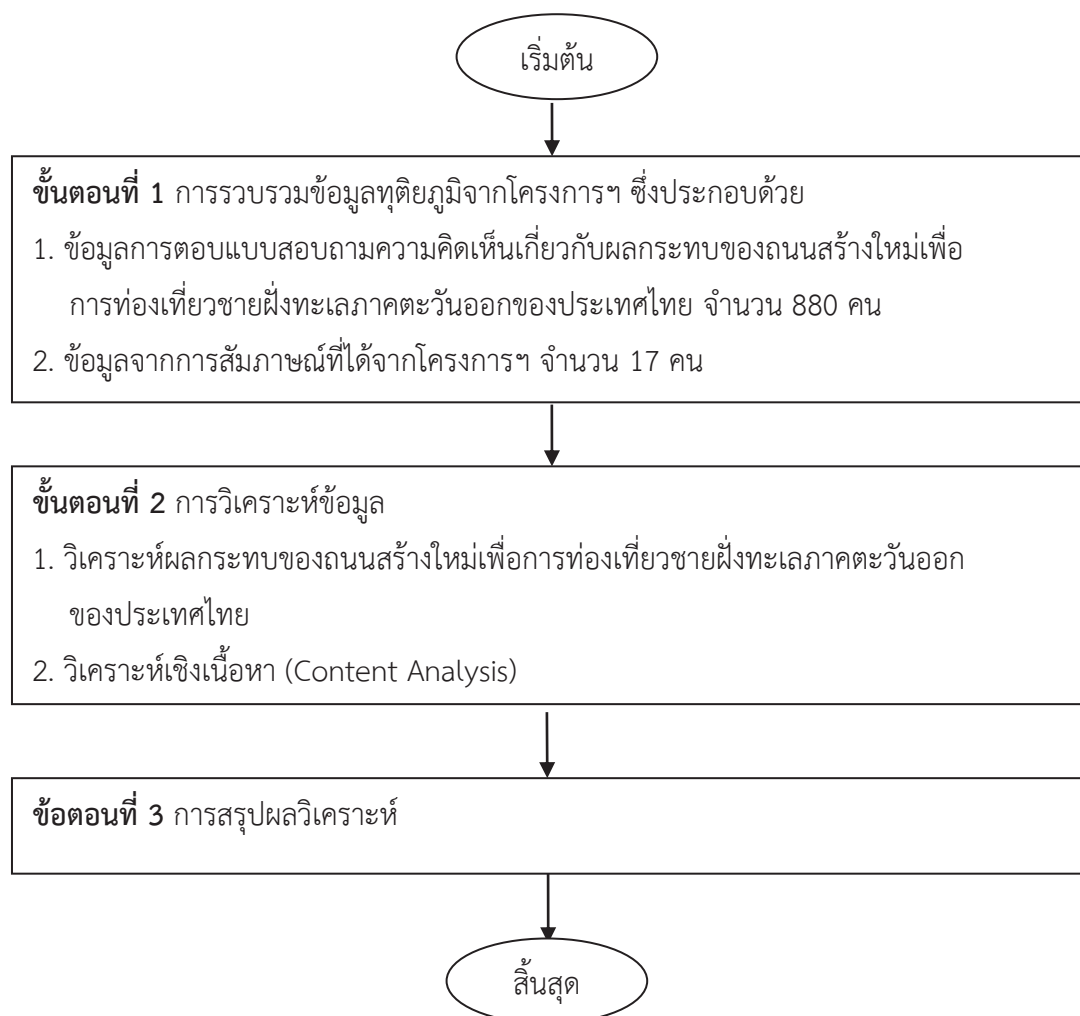 เริ่มต้น
ขั้นตอนที่ 1 การรวบรวมข้อมูลทุติยภูมิจากโครงการฯ ซึ่งประกอบด้วย
1. ข้อมูลการตอบแบบสอบถามความคิดเห็นเกี่ยวกับผลกระทบของถนนสร้างใหม่เพื่อ
การท่องเที่ยวชายฝั่งทะเลภาคตะวันออกของประเทศไทย จำนวน 880 คน
2. ข้อมูลจากการสัมภาษณ์ที่ได้จากโครงการฯ จำนวน 17 คน
ขั้นตอนที่ 2 การวิเคราะห์ข้อมูล
1. วิเคราะห์ผลกระทบของถนนสร้างใหม่เพื่อการท่องเที่ยวชายฝั่งทะเลภาคตะวันออก
ของประเทศไทย
2. วิเคราะห์เชิงเนื้อหา (Content Analysis)
ข้อตอนที่ 3 การสรุปผลวิเคราะห์
สิ้นสุด